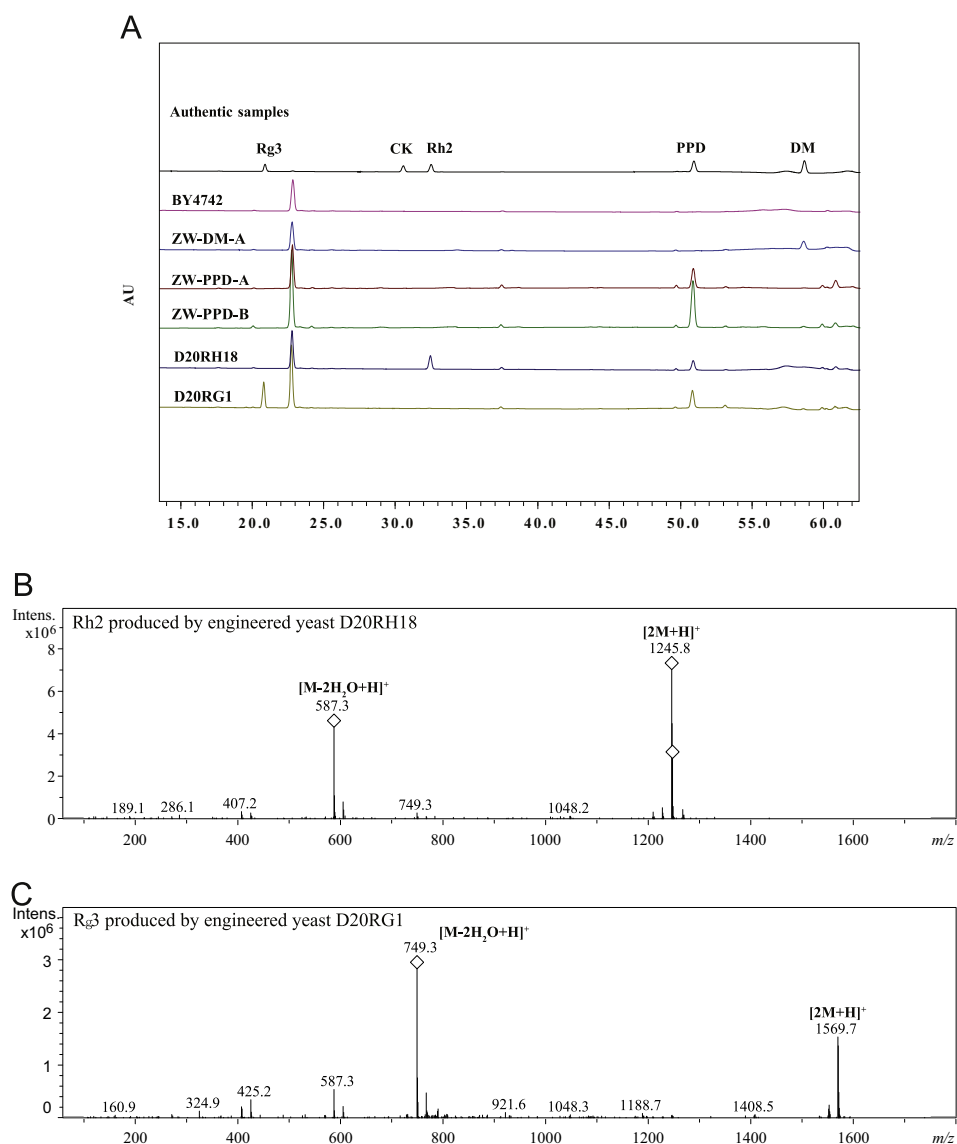 A
Authentic samples
Rg3 CK Rh2 PPD DM
BY4742
ZW-DM-A
ZW-PPD-A
ZW-PPD-B
D20RH18
D20RG1
AU
15.0 20.0 25.0 30.0 35.0 40.0 45.0 50.0 55.0 60.0
B
Intens.
x10⁶
Rh2 produced by engineered yeast D20RH18
[2M+H]⁺
1245.8
[M-2H₂O+H]⁺
587.3
8
6
4
2
0
189.1 286.1 407.2 749.3 1048.2
200 400 600 800 1000 1200 1400 1600 m/z
C
Intens.
x10⁶
Rg3 produced by engineered yeast D20RG1
[M-2H₂O+H]⁺
749.3
[2M+H]⁺
1569.7
3
2
1
0
160.9 324.9 425.2 587.3 921.6 1048.3 1188.7 1408.5
200 400 600 800 1000 1200 1400 1600 m/z